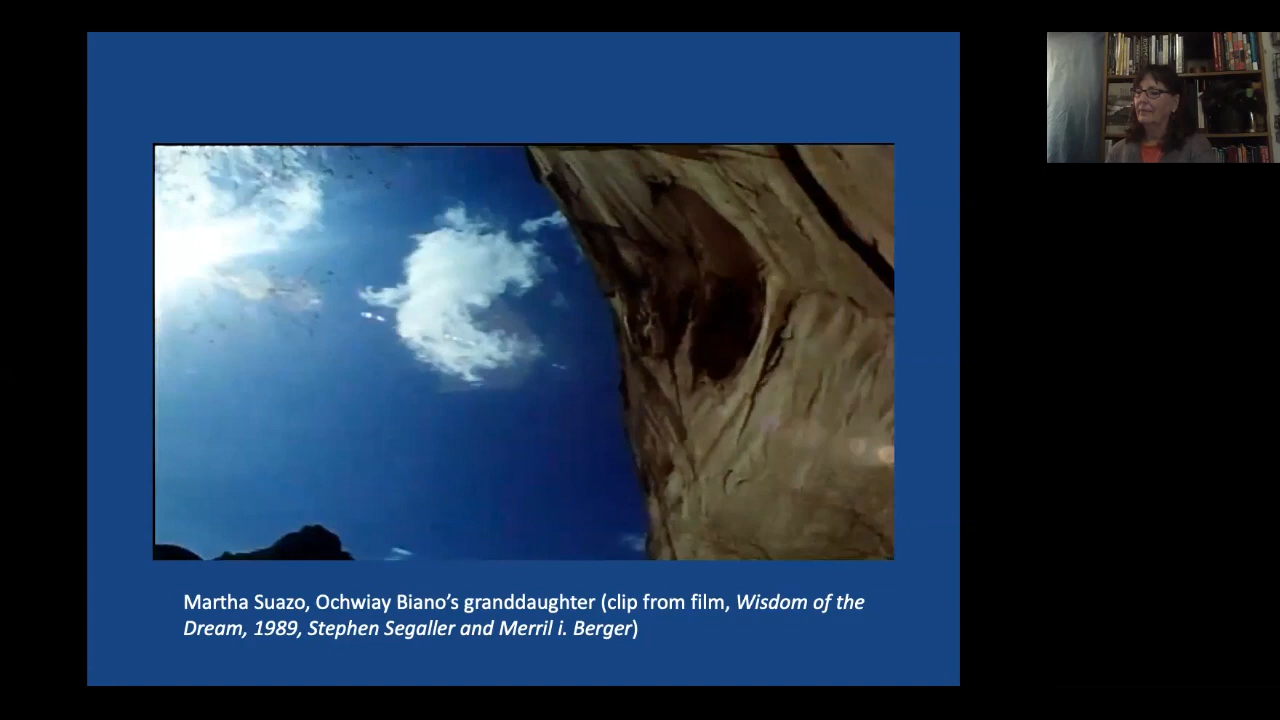 Martha Suazo, Ochwiay Biano’s granddaughter (clip from film, Wisdom of the
Dream, 1989, Stephen Segaller and Merril i. Berger)